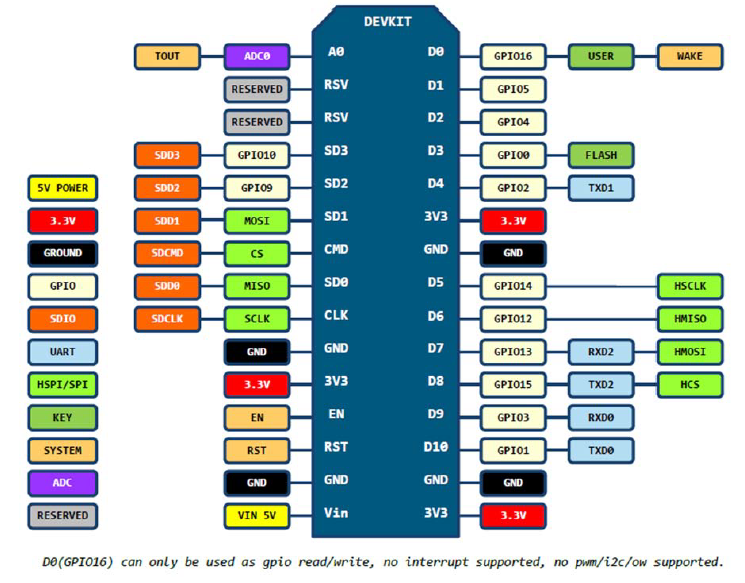 DEVKIT
TOUT ADC0 A0 D0 GPIO16 USER WAKE
RESERVED RSV D1 GPIO5
RESERVED RSV D2 GPIO4
SDD3 GPIO10 SD3 D3 GPIO0 FLASH
5V POWER SDD2 GPIO9 SD2 D4 GPIO2 TXD1
3.3V SDD1 MOSI SD1 3V3 3.3V
GROUND SDCMD CS CMD GND GND
GPIO SDD0 MISO SD0 D5 GPIO14 HSCLK
SDIO SDCLK SCLK CLK D6 GPIO12 HMISO
UART GND GND D7 GPIO13 RXD2 HMOSI
HSPI/SPI 3.3V 3V3 D8 GPIO15 TXD2 HCS
KEY EN EN D9 GPIO3 RXD0
SYSTEM RST RST D10 GPIO1 TXD0
ADC GND GND GND GND
RESERVED VIN 5V Vin 3V3 3.3V
D0(GPIO16) can only be used as gpio read/write, no interrupt supported, no pwm/i2c/ow supported.